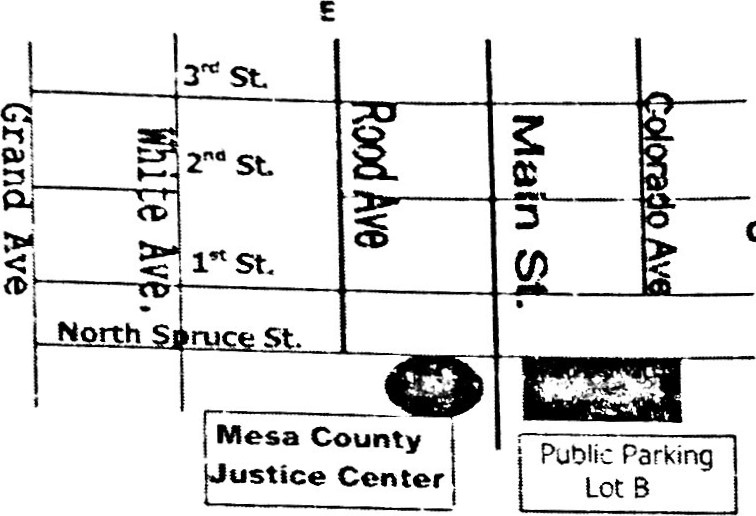 E
3rd St.
Grand Ave
White Ave.
2nd St.
Rood Ave
Main St.
Colorado Ave
1st St.
North Spruce St.
Mesa County
Justice Center
Public Parking
Lot B